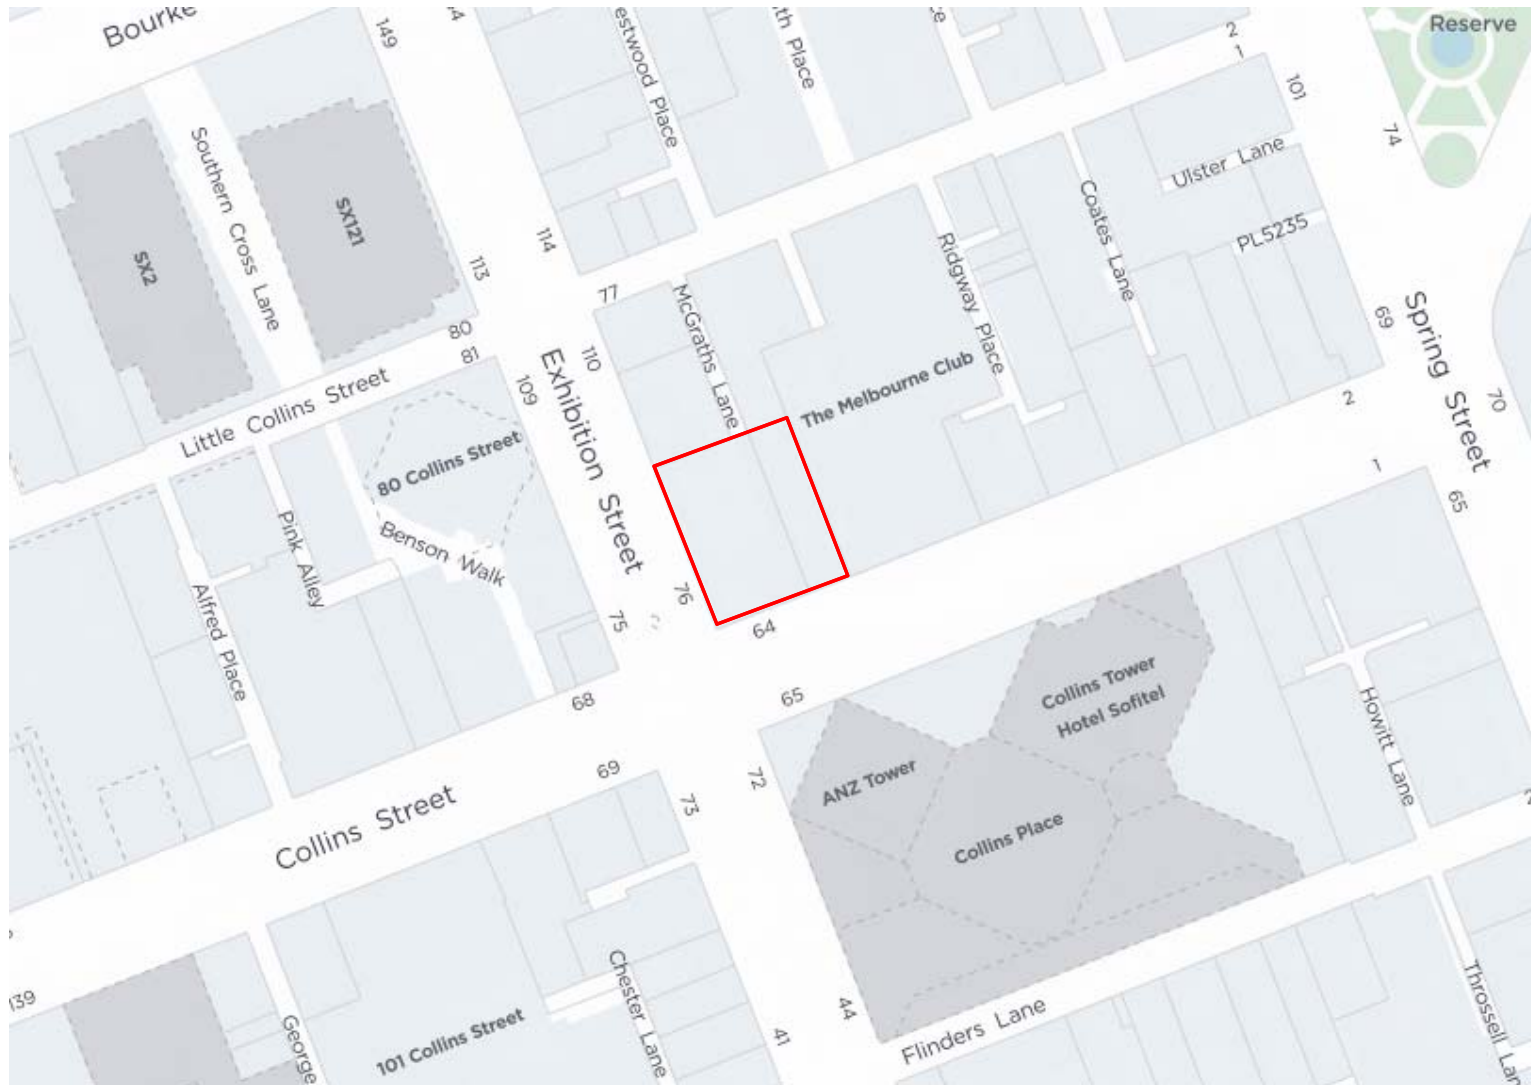 Bourke
149
Reserve
2
1
101
74
Ulster Lane
Southern Cross Lane
SX121
SX2
Coates Lane
PL5235
114
113
77
Ridgway Place
McGraths Lane
80
81
110
109
69
Spring Street
70
Exhibition Street
Little Collins Street
The Melbourne Club
2
80 Collins Street
1
65
Pink Alley
Benson Walk
Alfred Place
76
75
64
68
65
Collins Tower
Hotel Sofitel
Howitt Lane
72
69
73
ANZ Tower
Collins Street
Collins Place
139
44
41
Chester Lane
101 Collins Street
George
Flinders Lane
Throssell